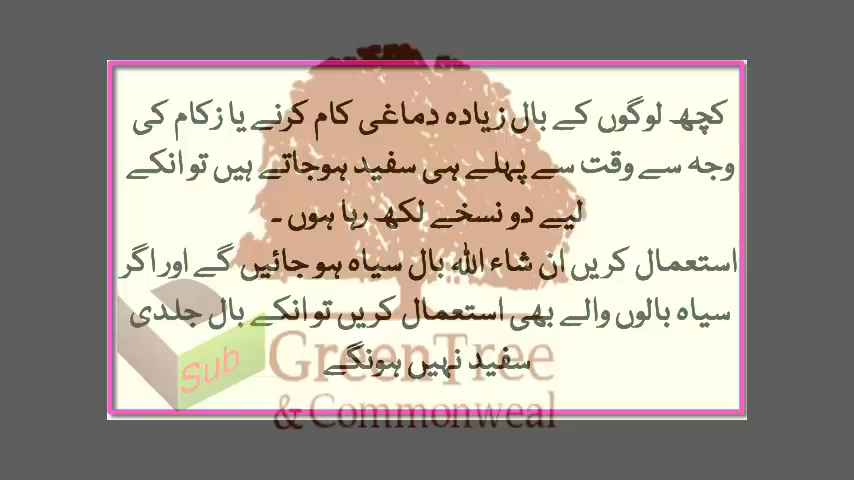 کچھ لوگوں کے بال زیادہ دماغی کام کرنے یا زکام کی
وجہ سے وقت سے پہلے ہی سفید ہوجاتے ہیں تو انکے
لیے دو نسخے لکھ رہا ہوں ۔
استعمال کریں ان شاء اللہ بال سیاہ ہو جائیں گے اور اگر
سیاہ بالوں والے بھی استعمال کریں تو انکے بال جلدی
سفید نہیں ہونگے
Sub
GreenTree
& Commonweal